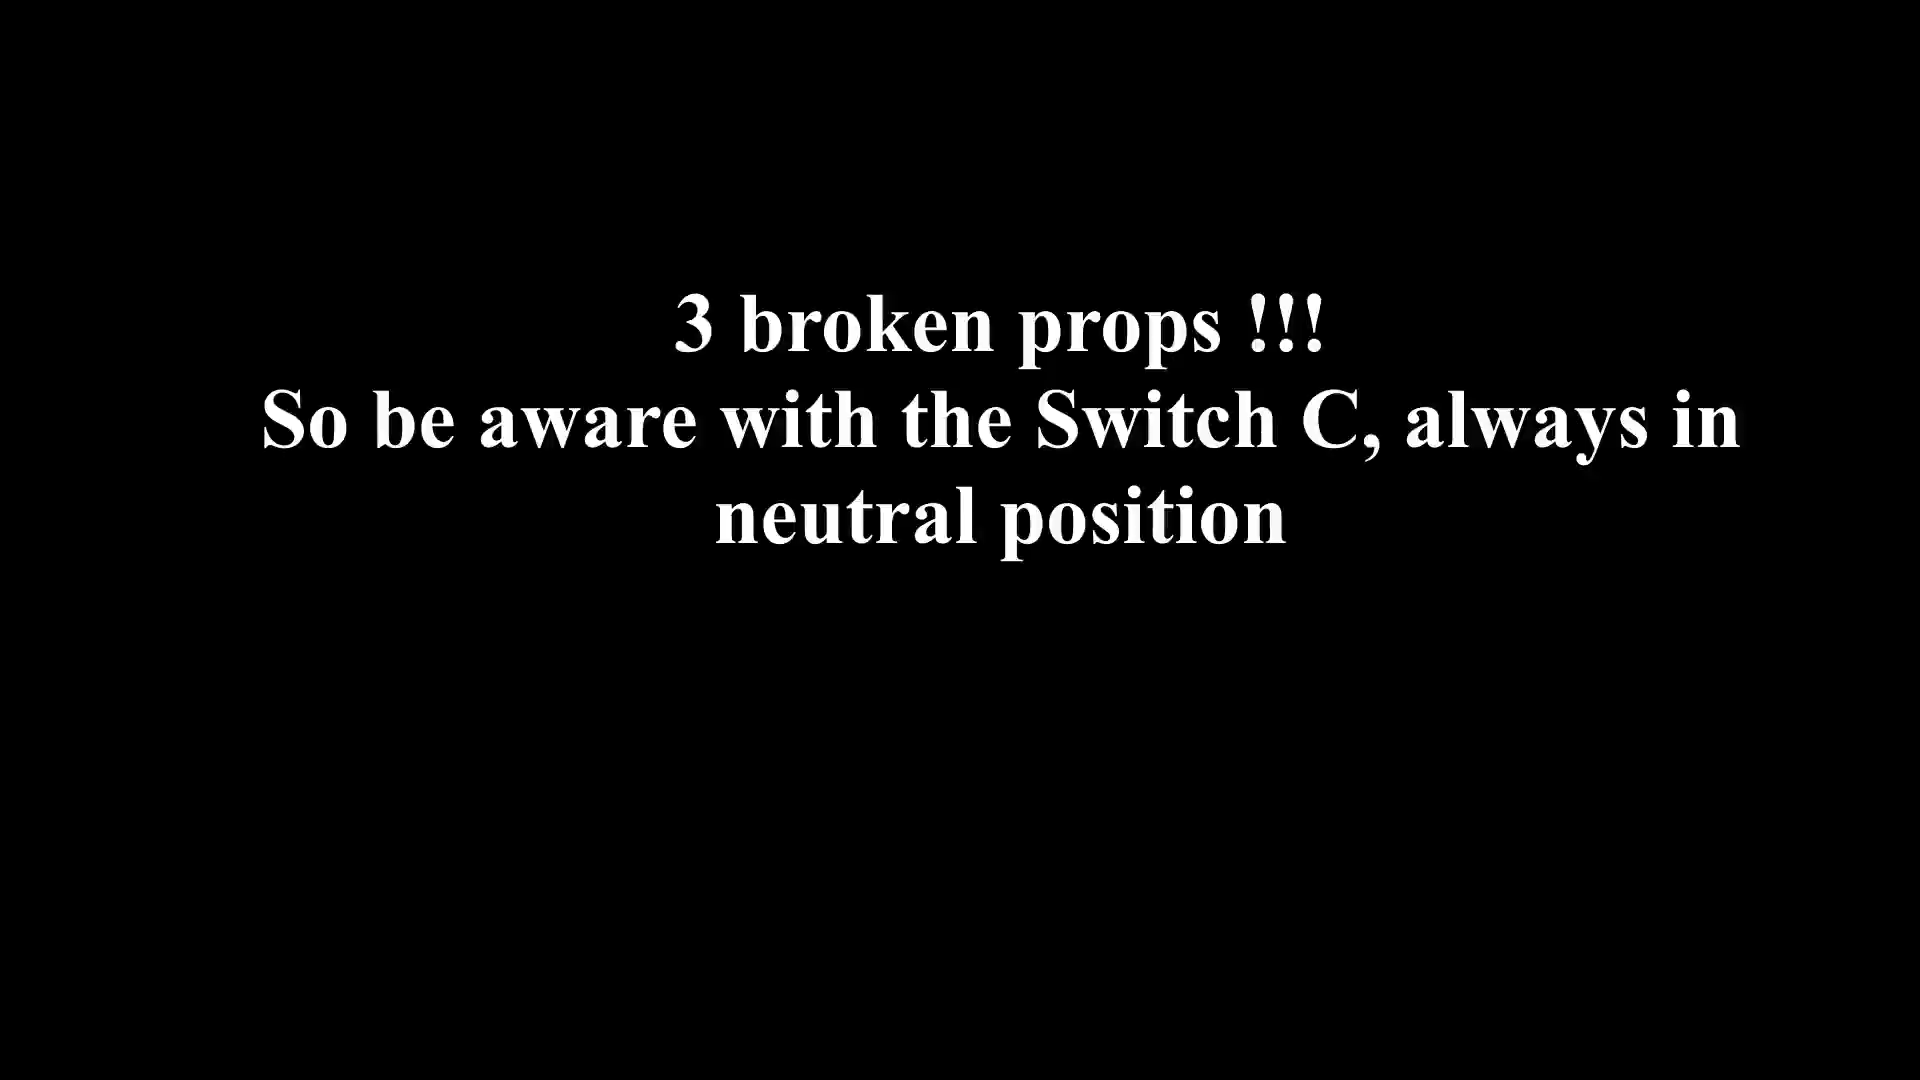 3 broken props !!!
So be aware with the Switch C, always in
neutral position